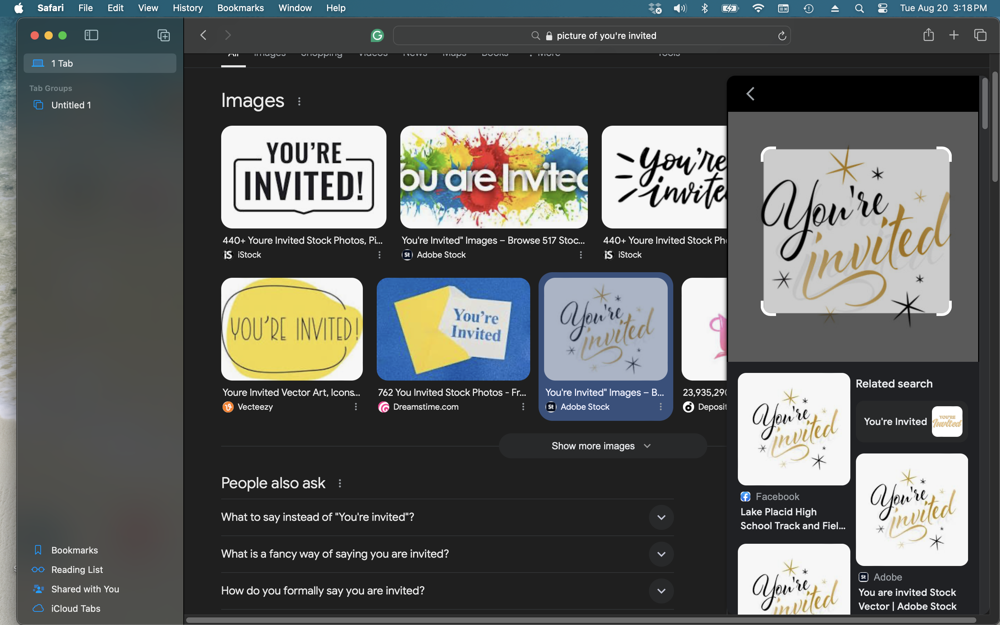 Safari File Edit View History Bookmarks Window Help
Tue Aug 20 3:18 PM
picture of you're invited
1 Tab
Tab Groups
Untitled 1
Bookmarks
Reading List
Shared with You
iCloud Tabs
All Images Shopping Videos News Maps Books More Tools
Images
YOU'RE
INVITED!
440+ Youre Invited Stock Photos, Pi...
iS iStock
ou are Invited
You're Invited" Images – Browse 517 Stoc...
St Adobe Stock
You're
invite
440+ Youre Invited Stock Pho
iS iStock
YOU'RE INVITED!
Youre Invited Vector Art, Icons...
Vecteezy
You're
Invited
762 You Invited Stock Photos - Fr...
Dreamstime.com
You're
invited
You're Invited" Images – B...
St Adobe Stock
23,935,290
Deposit
Show more images
People also ask
What to say instead of "You're invited"?
What is a fancy way of saying you are invited?
How do you formally say you are invited?
You're
invited
You're
invited
Facebook
Lake Placid High
School Track and Fiel...
You're
invited
Related search
You're Invited
YOU'RE
Invited
You're
invited
St Adobe
You are invited Stock
Vector | Adobe Stock